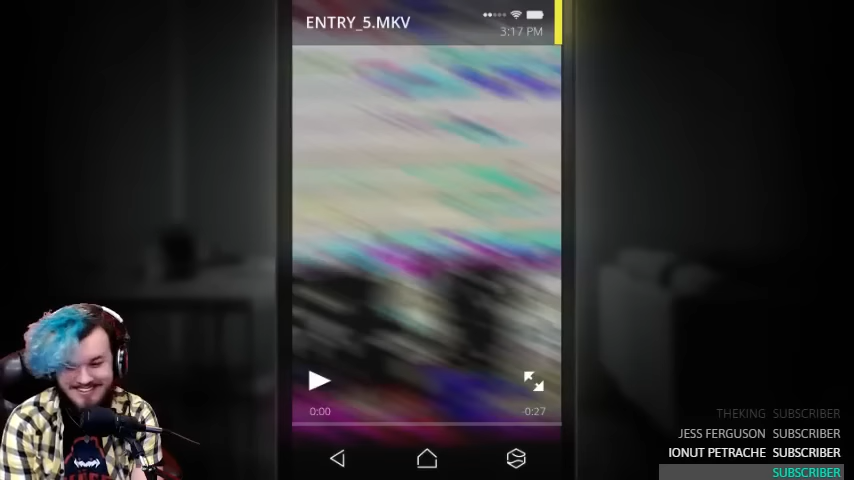 ENTRY_5.MKV
3:17 PM
0:00
-0:27
THEKING SUBSCRIBER
JESS FERGUSON SUBSCRIBER
IONUT PETRACHE SUBSCRIBER
SUBSCRIBER